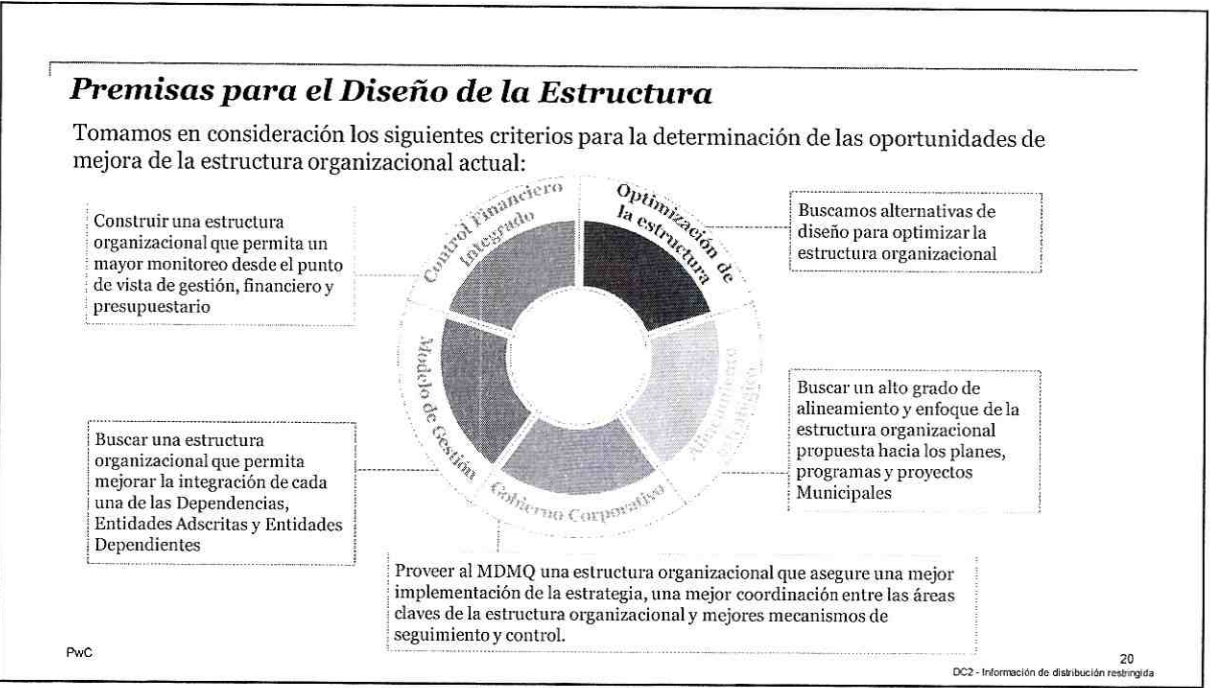 Premisas para el Diseño de la Estructura
Tomamos en consideración los siguientes criterios para la determinación de las oportunidades de
mejora de la estructura organizacional actual:
Construir una estructura
organizacional que permita un
mayor monitoreo desde el punto
de vista de gestión, financiero y
presupuestario
Control Financiero
Integrado
Optimización de
la estructura
Buscamos alternativas de
diseño para optimizar la
estructura organizacional
Modelo de Gestión
Alineamiento
Estratégico
Buscar un alto grado de
alineamiento y enfoque de la
estructura organizacional
propuesta hacia los planes,
programas y proyectos
Municipales
Buscar una estructura
organizacional que permita
mejorar la integración de cada
una de las Dependencias,
Entidades Adscritas y Entidades
Dependientes
Gobierno Corporativo
Proveer al MDMQ una estructura organizacional que asegure una mejor
implementación de la estrategia, una mejor coordinación entre las áreas
claves de la estructura organizacional y mejores mecanismos de
seguimiento y control.
PwC
20
DC2 - Información de distribución restringida